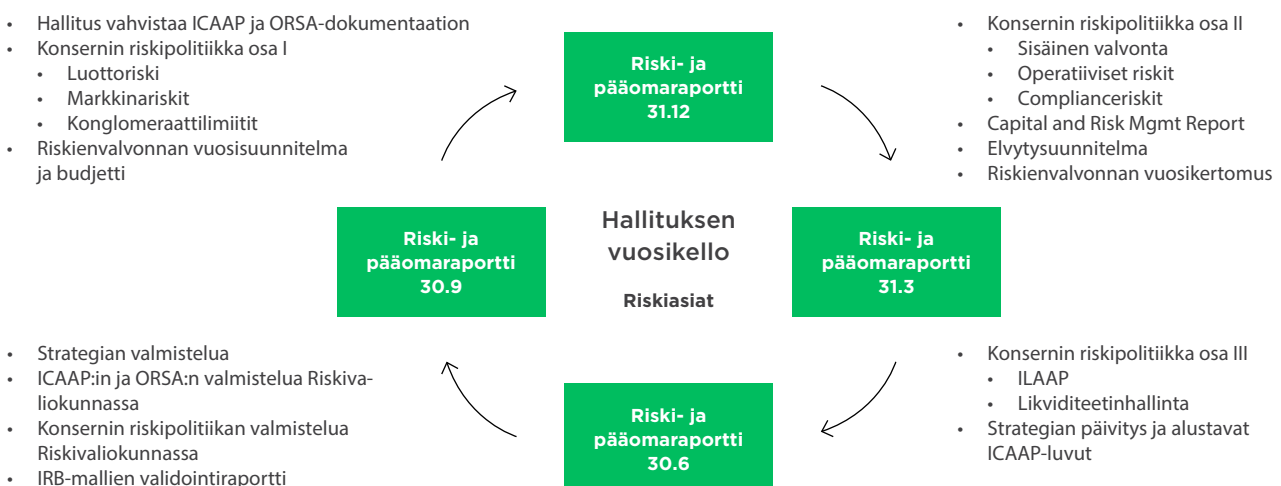 • Hallitus vahvistaa ICAAP ja ORSA-dokumentaation
• Konsernin riskipolitiikka osa I
• Luottoriski
• Markkinariskit
• Konglomeraattilimiitit
• Riskienvalvonnan vuosisuunnitelma
ja budjetti
Riski- ja
pääomaraportti
31.12
• Konsernin riskipolitiikka osa II
• Sisäinen valvonta
• Operatiiviset riskit
• Complianceriskit
• Capital and Risk Mgmt Report
• Elvytysuunnitelma
• Riskienvalvonnan vuosikertomus
Riski- ja
pääomaraportti
30.9
Hallituksen
vuosikello
Riskiasiat
Riski- ja
pääomaraportti
31.3
• Strategian valmistelua
• ICAAP:in ja ORSA:n valmistelua Riskiva-
liokunnassa
• Konsernin riskipolitiikan valmistelua
Riskivaliokunnassa
• IRB-mallien validointiraportti
Riski- ja
pääomaraportti
30.6
• Konsernin riskipolitiikka osa III
• ILAAP
• Likviditeetinhallinta
• Strategian päivitys ja alustavat
ICAAP-luvut